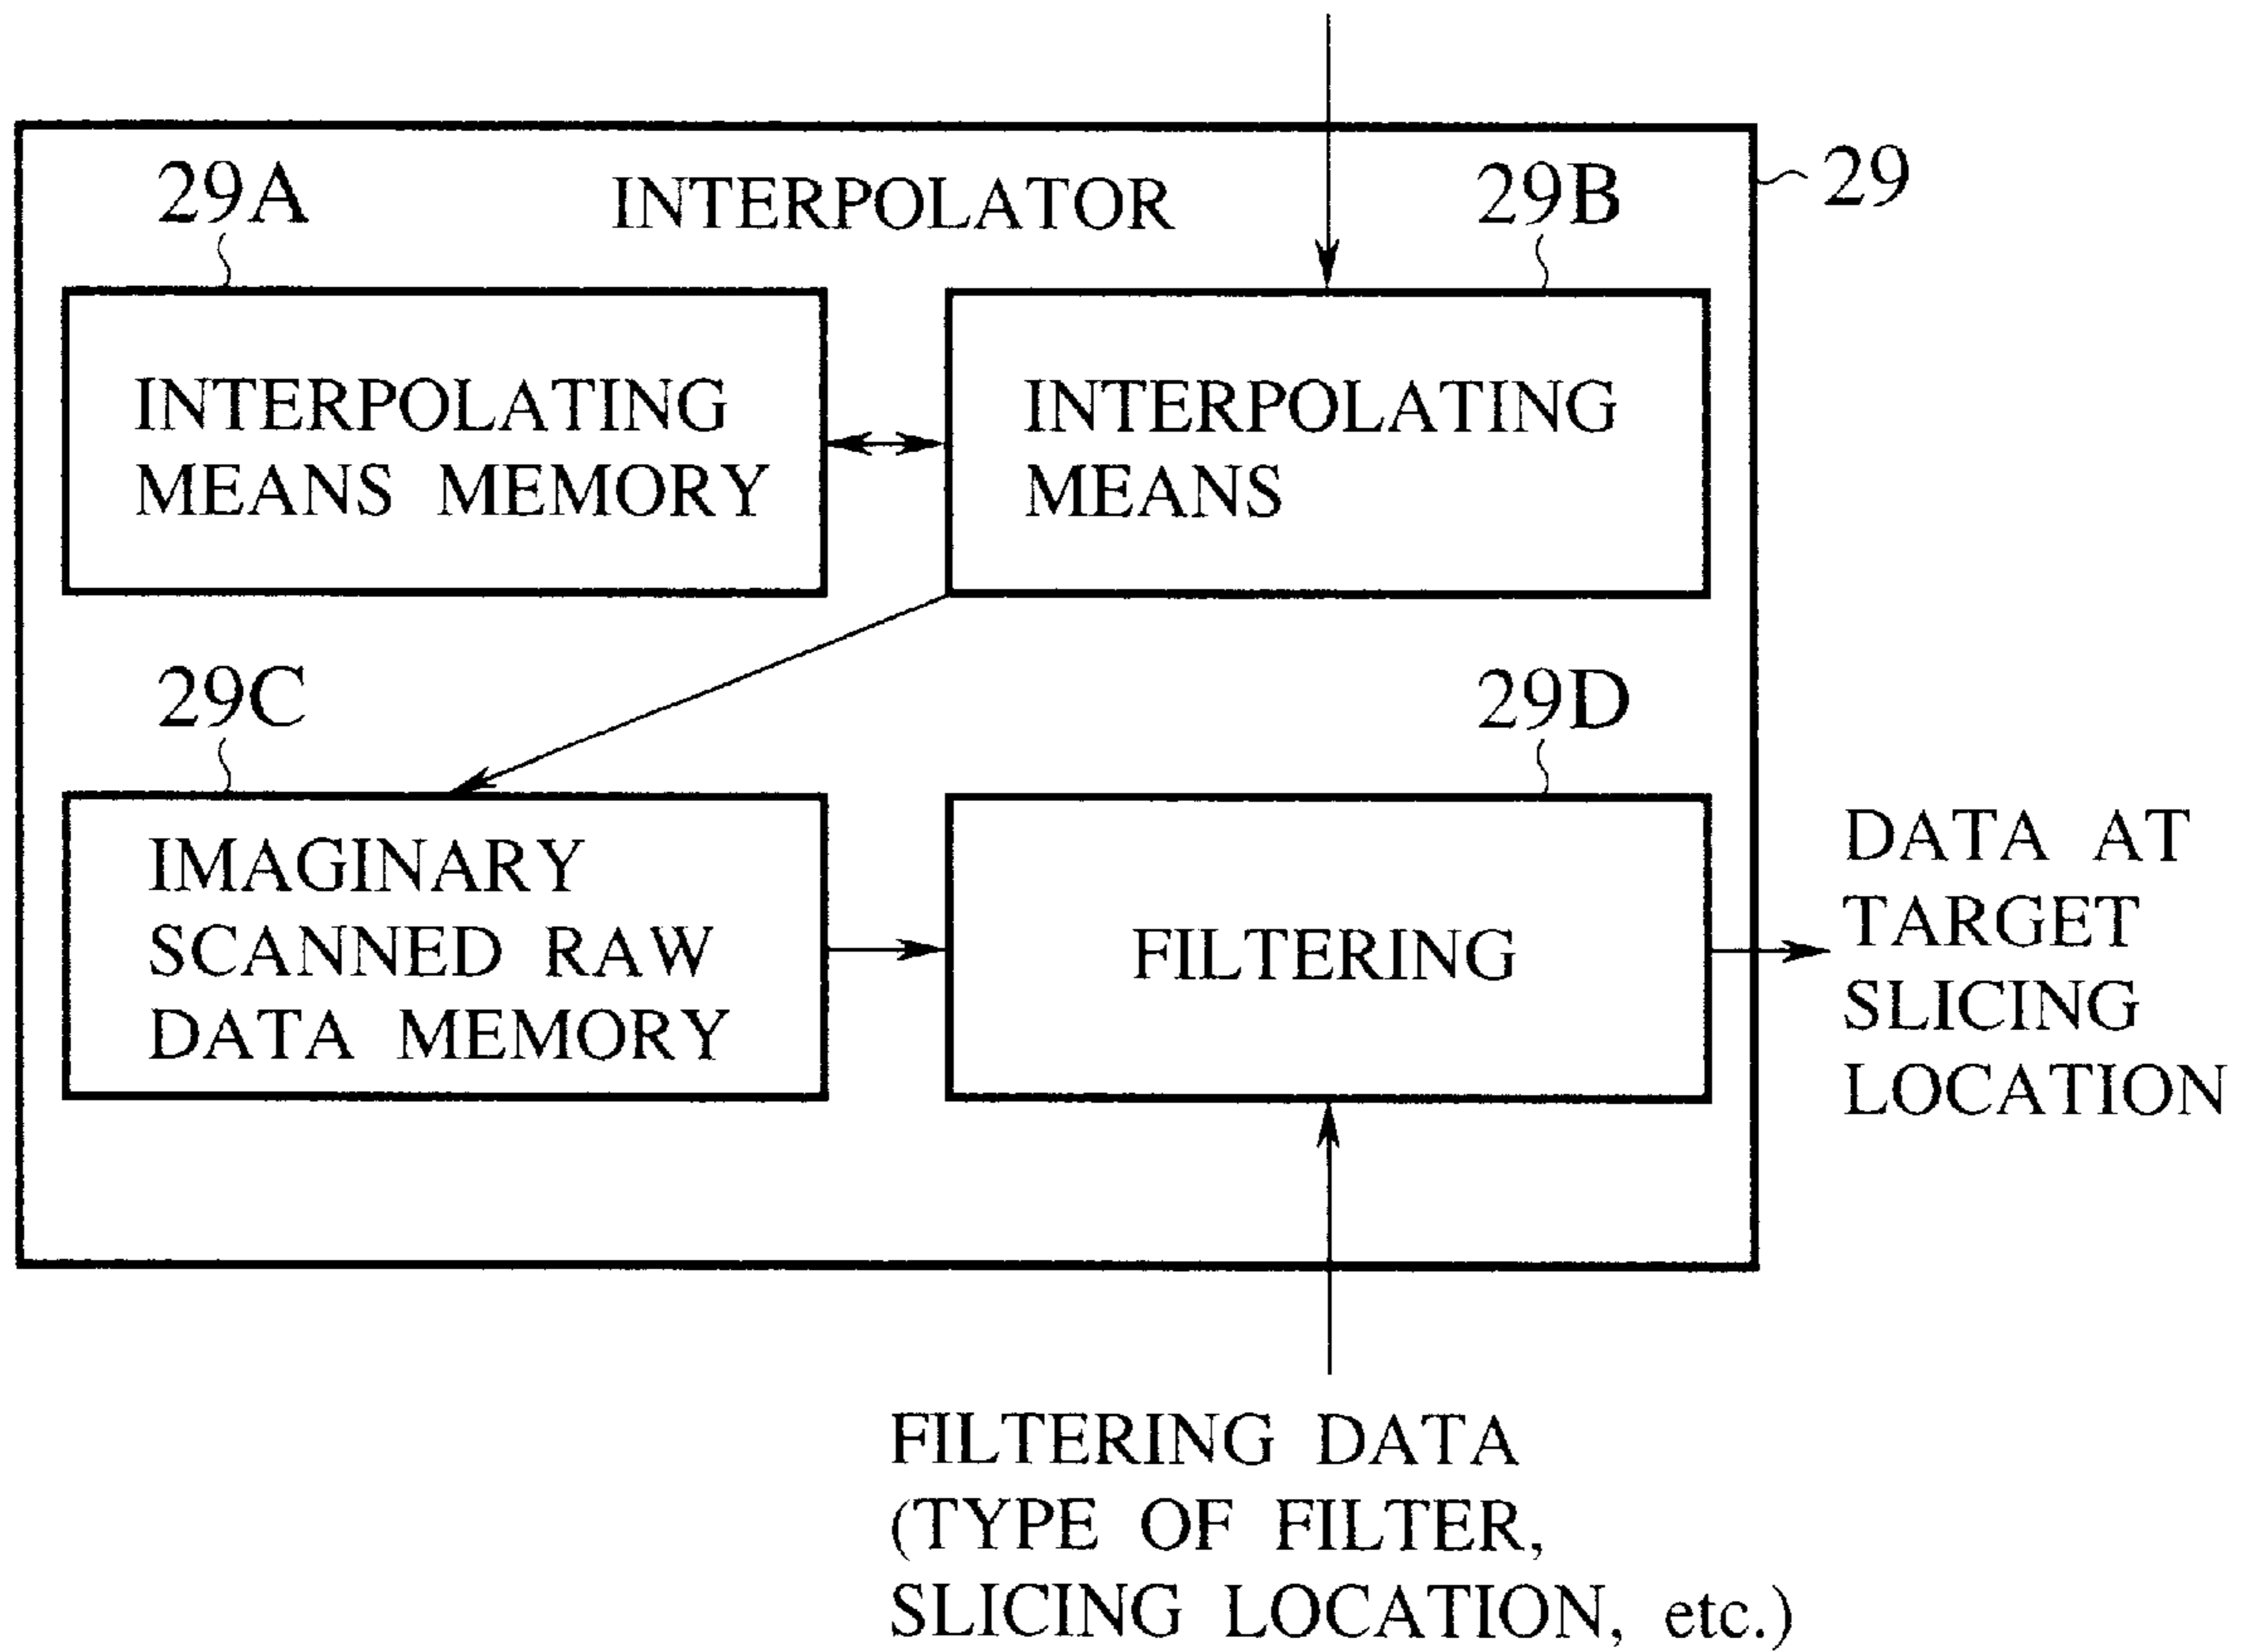 29A
INTERPOLATOR
29B
29
INTERPOLATING
MEANS MEMORY
INTERPOLATING
MEANS
29C
29D
IMAGINARY
SCANNED RAW
DATA MEMORY
FILTERING
DATA AT
TARGET
SLICING
LOCATION
FILTERING DATA
(TYPE OF FILTER,
SLICING LOCATION, etc.)